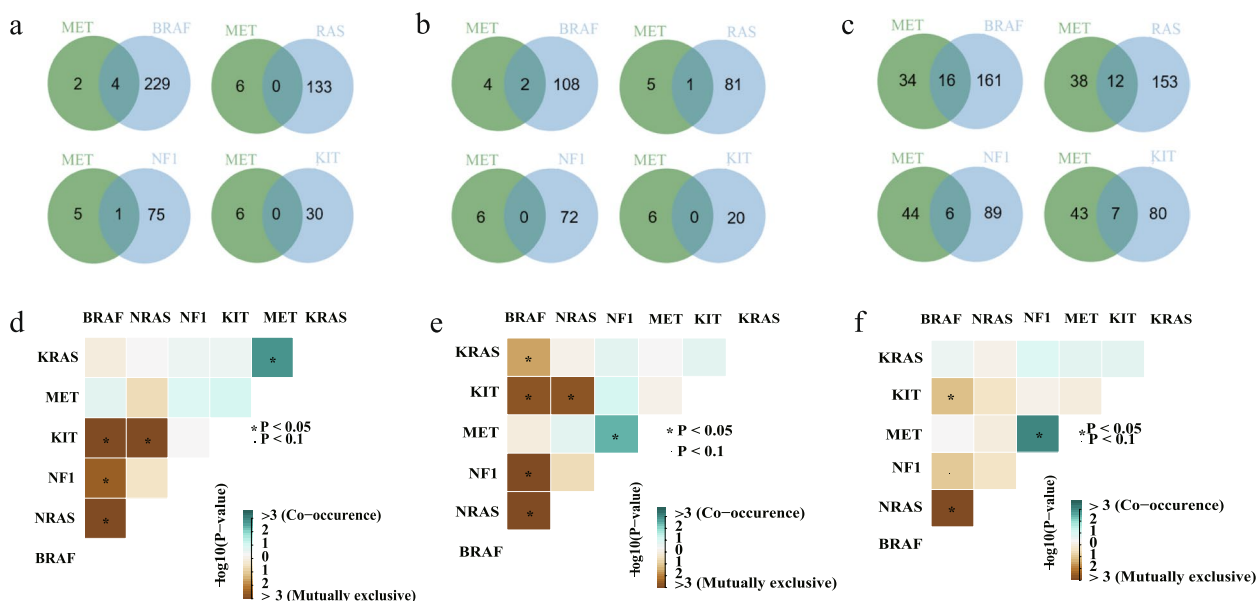 a
MET
BRAF
2
4
229
MET
RAS
6
0
133
MET
NF1
5
1
75
MET
KIT
6
0
30
b
MET
BRAF
4
2
108
MET
RAS
5
1
81
MET
NF1
6
0
72
MET
KIT
6
0
20
c
MET
BRAF
34
16
161
MET
RAS
38
12
153
MET
NF1
44
6
89
MET
KIT
43
7
80
d
BRAF NRAS NF1 KIT MET KRAS
KRAS *
MET
KIT * *
NF1 *
NRAS *
BRAF
* P < 0.05
. P < 0.1
-log10(P-value)
>3 (Co-occurence)
2
1
0
1
2
> 3 (Mutually exclusive)
e
BRAF NRAS NF1 MET KIT KRAS
KRAS *
KIT * *
MET *
NF1 *
NRAS *
BRAF
* P < 0.05
. P < 0.1
-log10(P-value)
>3 (Co-occurence)
2
1
0
1
2
>3 (Mutually exclusive)
f
BRAF NRAS NF1 MET KIT KRAS
KRAS
KIT *
MET *
NF1 .
NRAS *
BRAF
* P < 0.05
. P < 0.1
-log10(P-value)
> 3 (Co-occurence)
2
1
0
1
2
> 3 (Mutually exclusive)